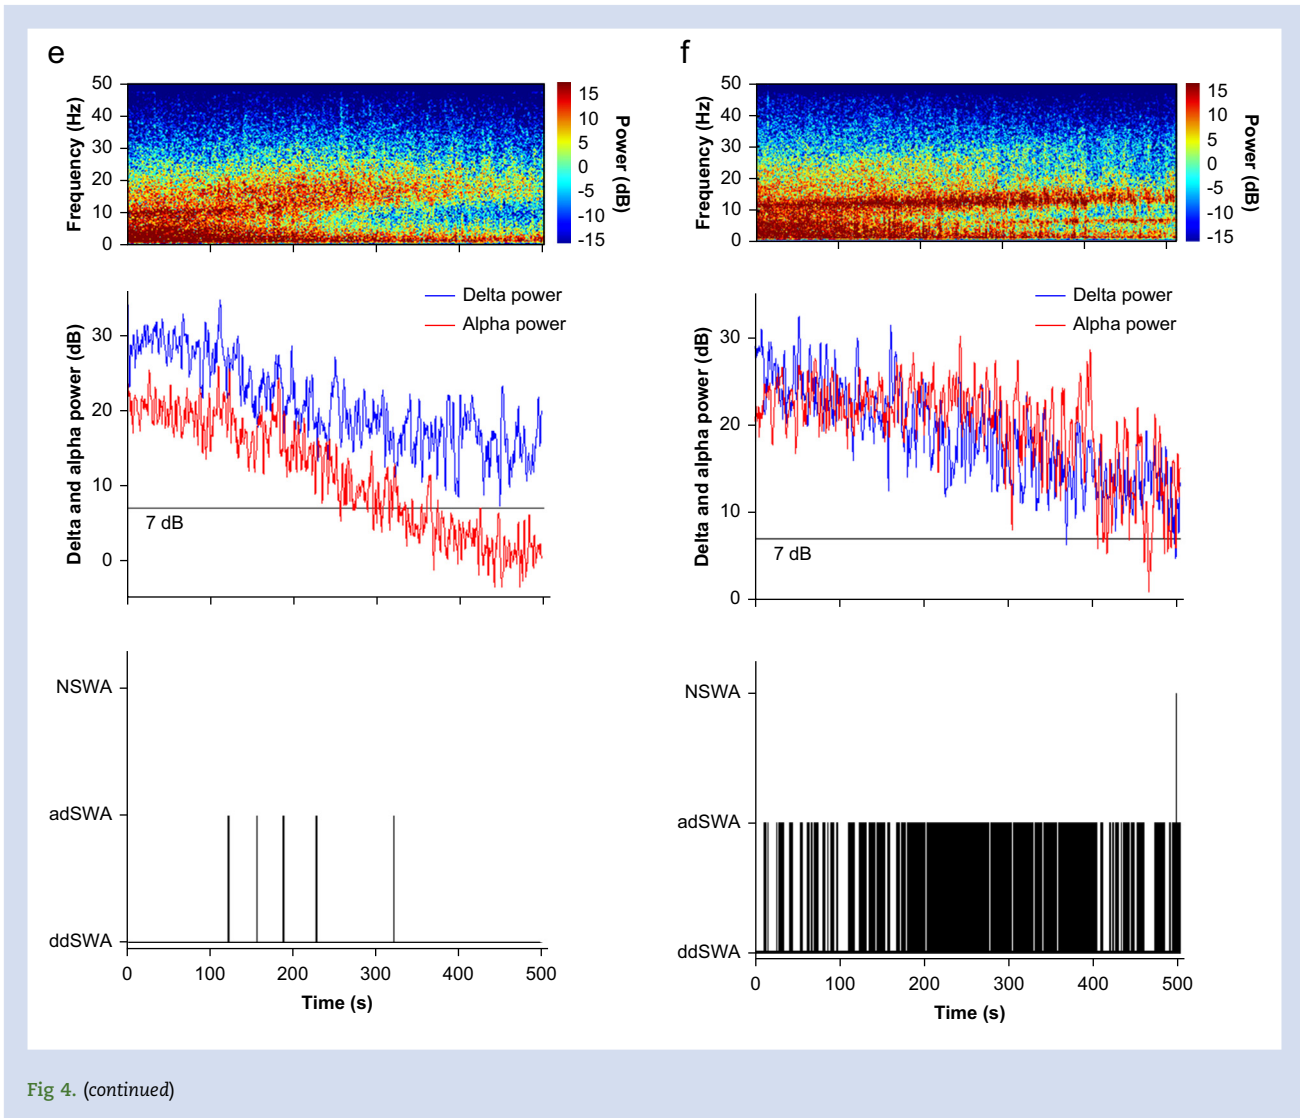 e
50
40
30
20
10
0
Frequency (Hz)
15
10
5
0
-5
-10
-15
Power (dB)
Delta power
Alpha power
30
20
10
0
Delta and alpha power (dB)
7 dB
NSWA
adSWA
ddSWA
0 100 200 300 400 500
Time (s)
f
50
40
30
20
10
0
Frequency (Hz)
15
10
5
0
-5
-10
-15
Power (dB)
Delta power
Alpha power
30
20
10
0
Delta and alpha power (dB)
7 dB
NSWA
adSWA
ddSWA
0 100 200 300 400 500
Time (s)
Fig 4. (continued)